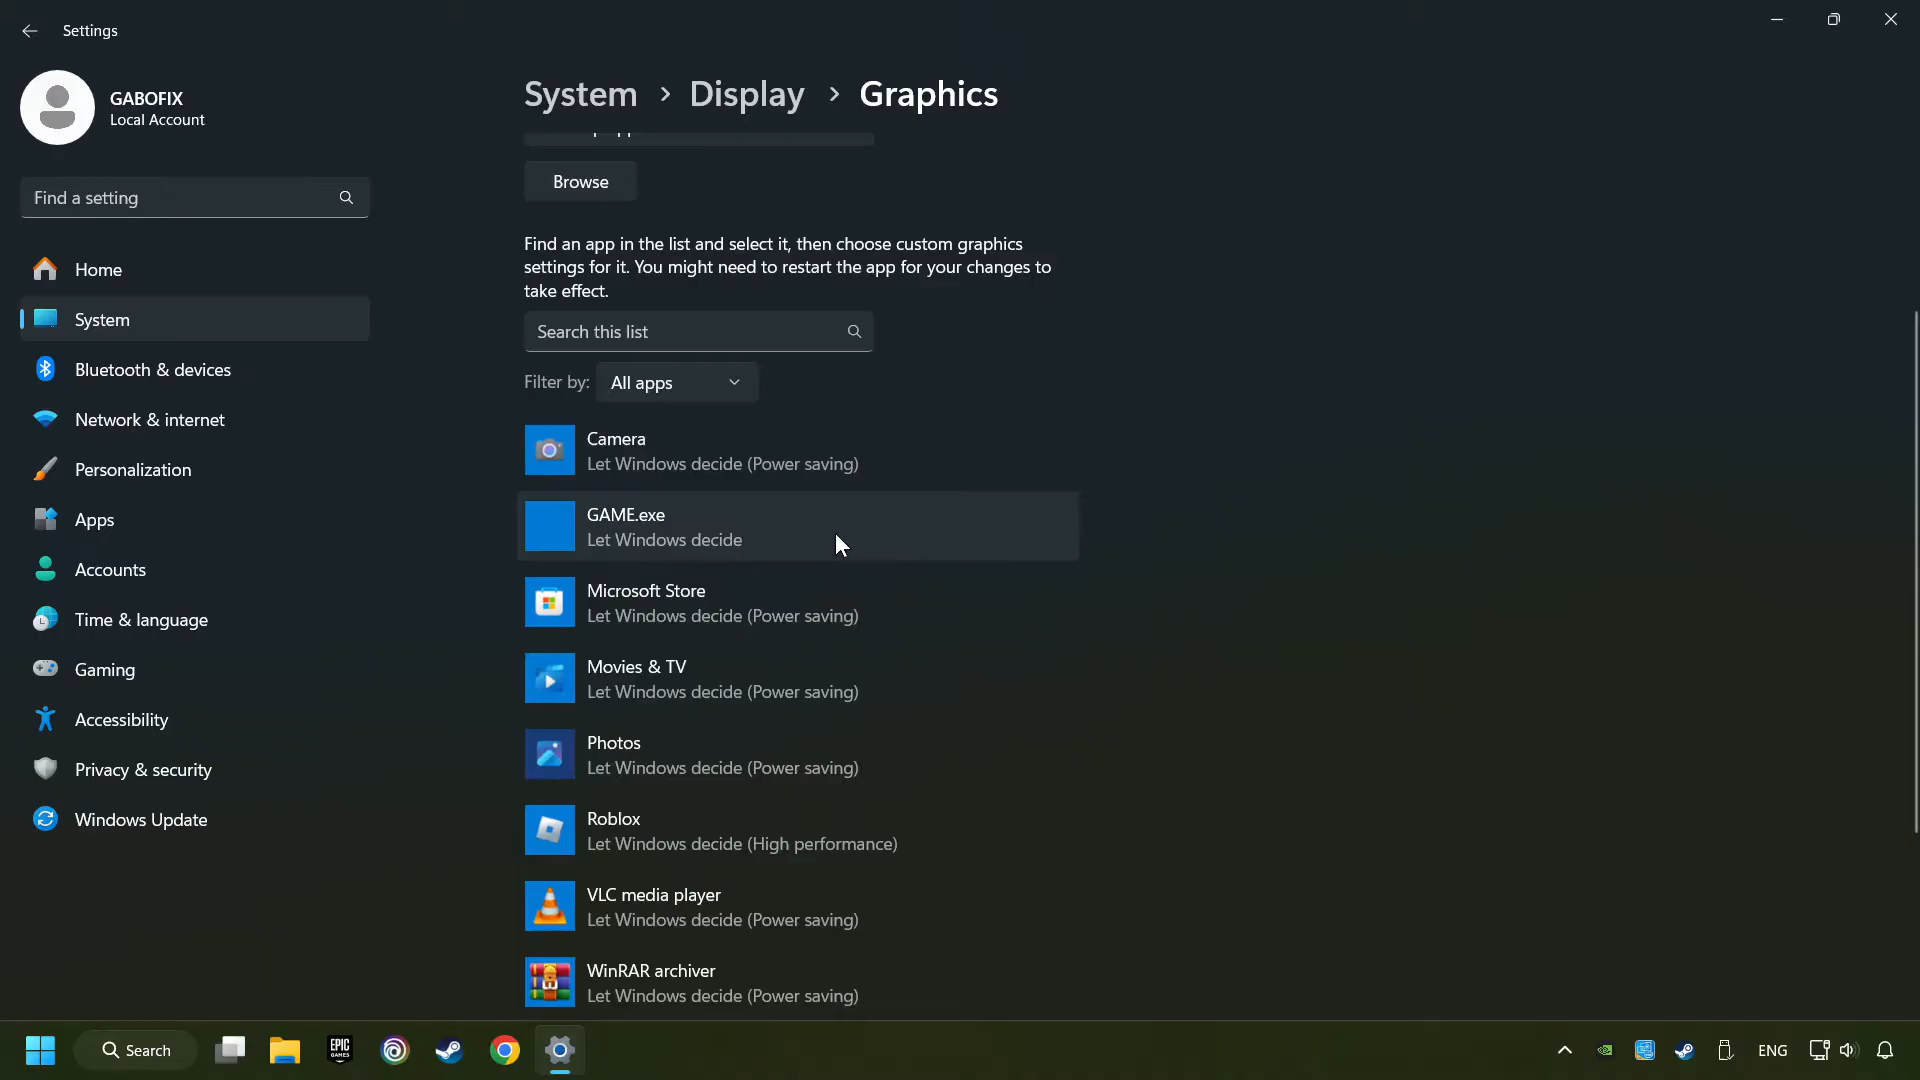 Settings
GABOFIX
Local Account
Find a setting
Home
System
Bluetooth & devices
Network & internet
Personalization
Apps
Accounts
Time & language
Gaming
Accessibility
Privacy & security
Windows Update
System > Display > Graphics
Browse
Find an app in the list and select it, then choose custom graphics
settings for it. You might need to restart the app for your changes to
take effect.
Search this list
Filter by: All apps
Camera
Let Windows decide (Power saving)
GAME.exe
Let Windows decide
Microsoft Store
Let Windows decide (Power saving)
Movies & TV
Let Windows decide (Power saving)
Photos
Let Windows decide (Power saving)
Roblox
Let Windows decide (High performance)
VLC media player
Let Windows decide (Power saving)
WinRAR archiver
Let Windows decide (Power saving)
Search
EPIC
GAMES
ENG